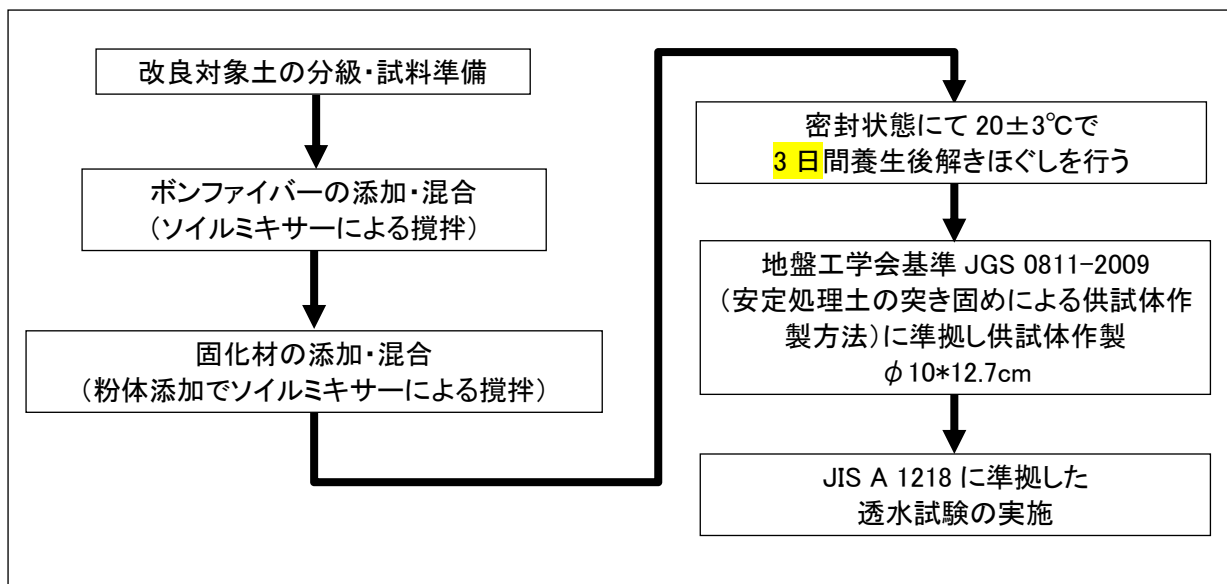 改良対象土の分級・試料準備
ボンファイバーの添加・混合
（ソイルミキサーによる撹拌）
固化材の添加・混合
（粉体添加でソイルミキサーによる撹拌）
密封状態にて 20±3℃で
3 日間養生後解きほぐしを行う
地盤工学会基準 JGS 0811-2009
（安定処理土の突き固めによる供試体作
製方法）に準拠し供試体作製
φ10*12.7cm
JIS A 1218 に準拠した
透水試験の実施